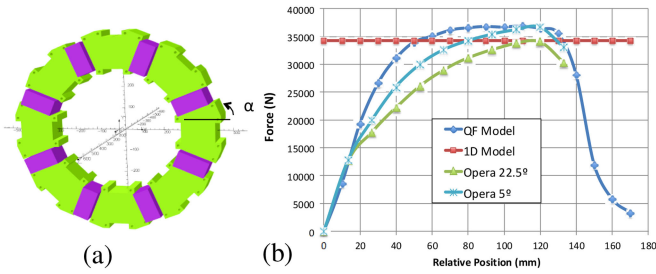 α
(a)
(b)
Force (N)
40000
35000
30000
25000
20000
15000
10000
5000
0
0 20 40 60 80 100 120 140 160 180
Relative Position (mm)
QF Model
1D Model
Opera 22.5º
Opera 5º